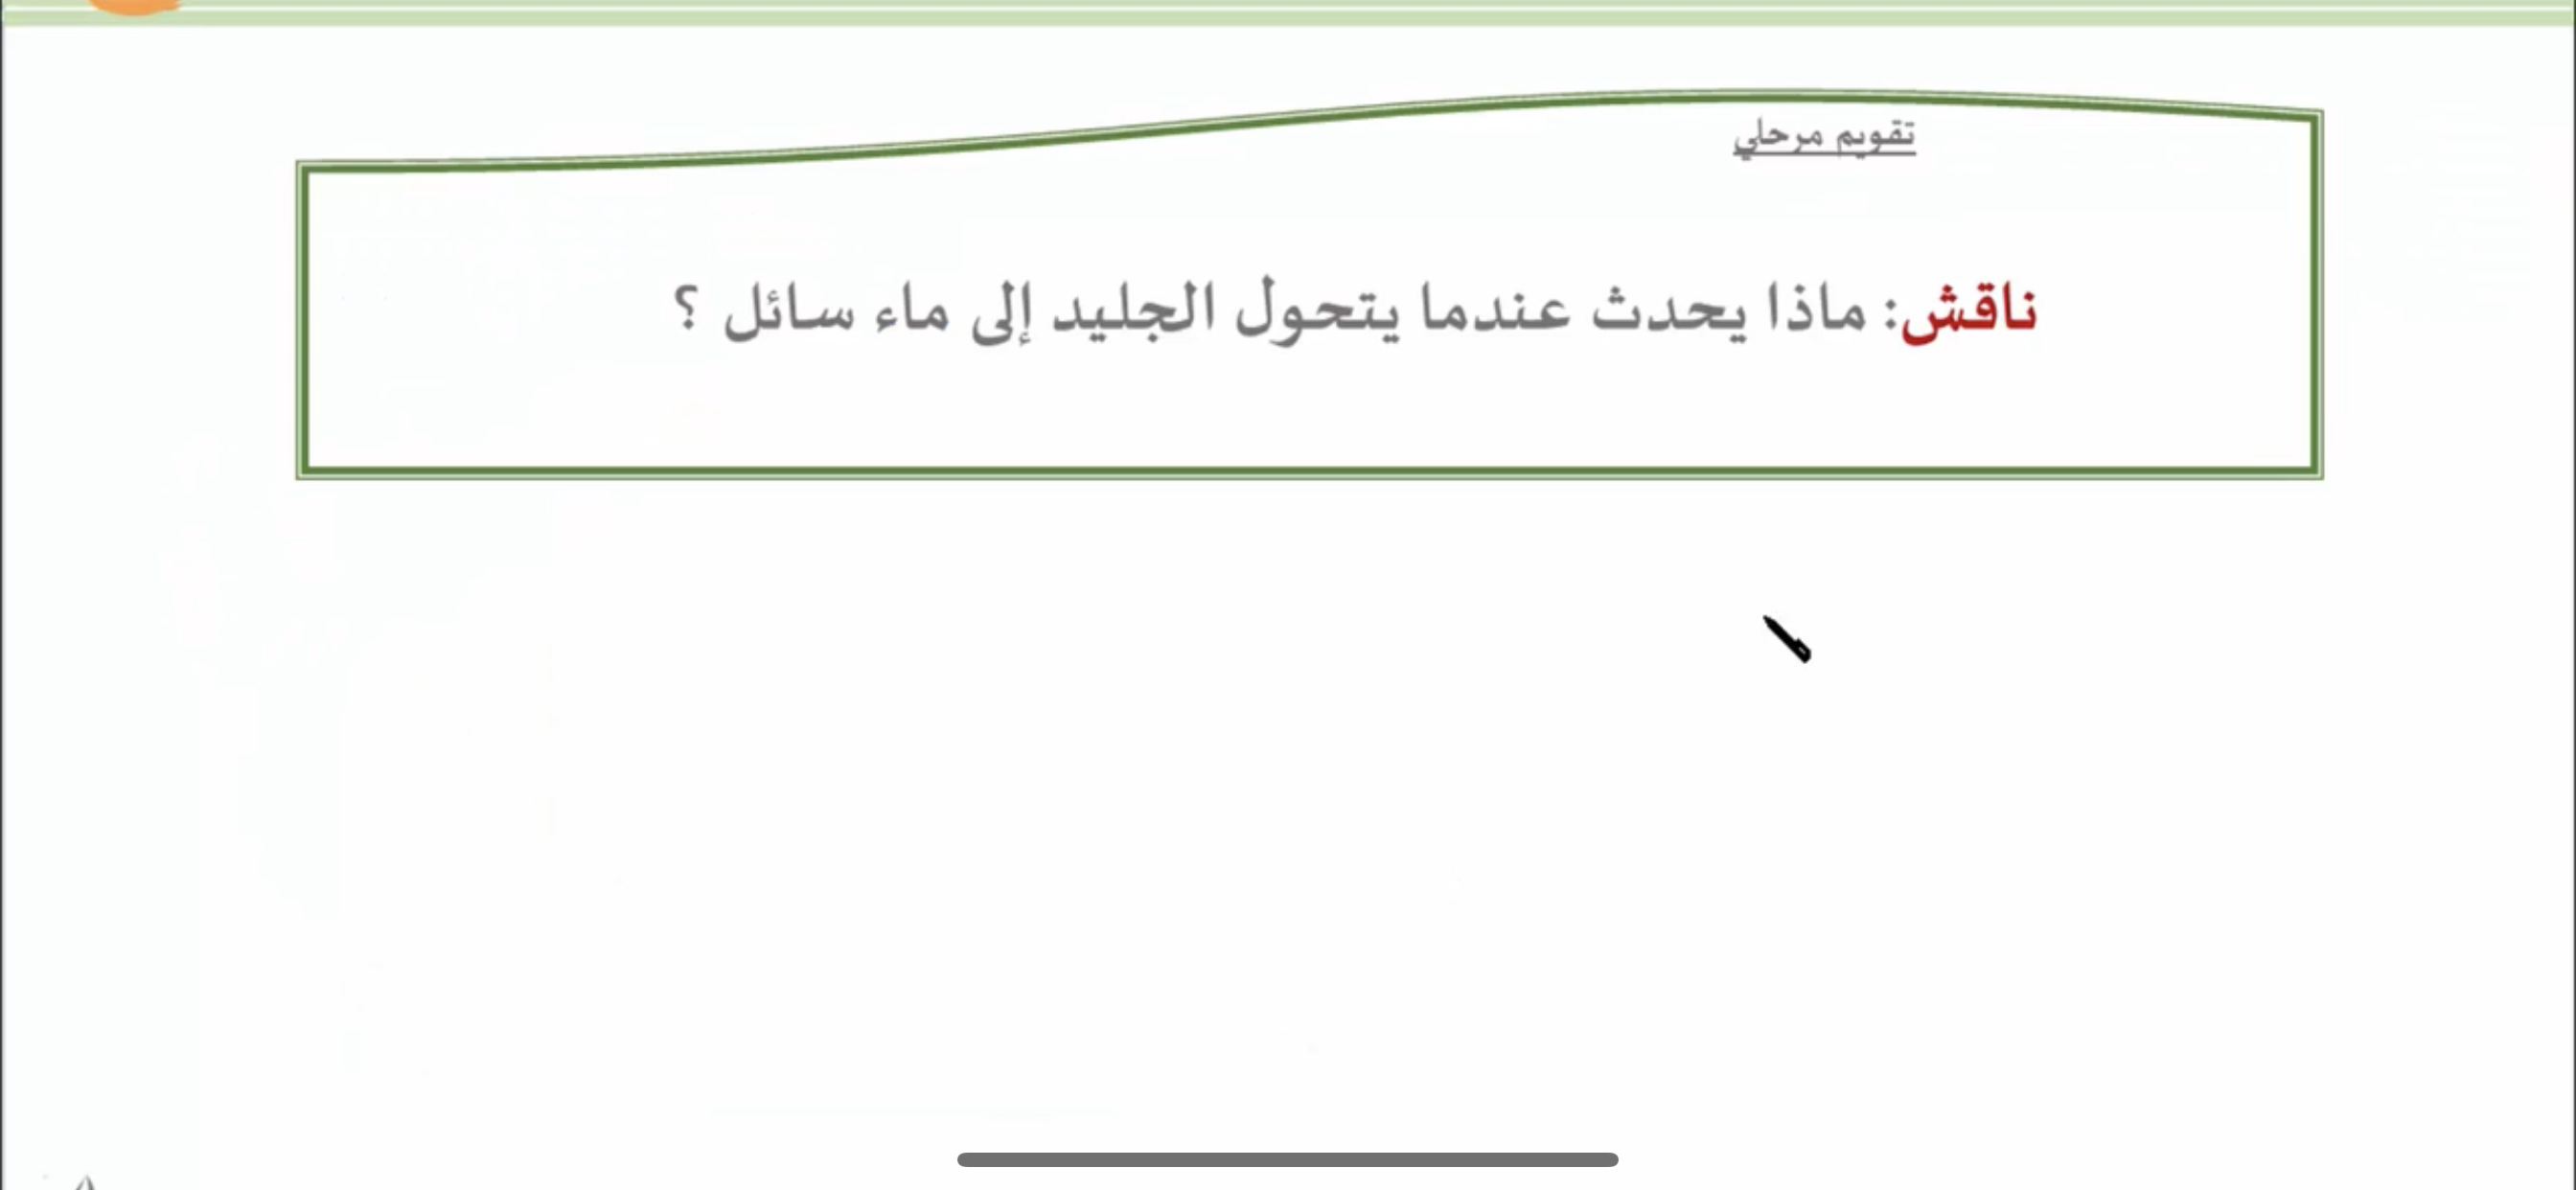 تقويم مرحلي
ناقش: ماذا يحدث عندما يتحول الجليد إلى ماء سائل ؟